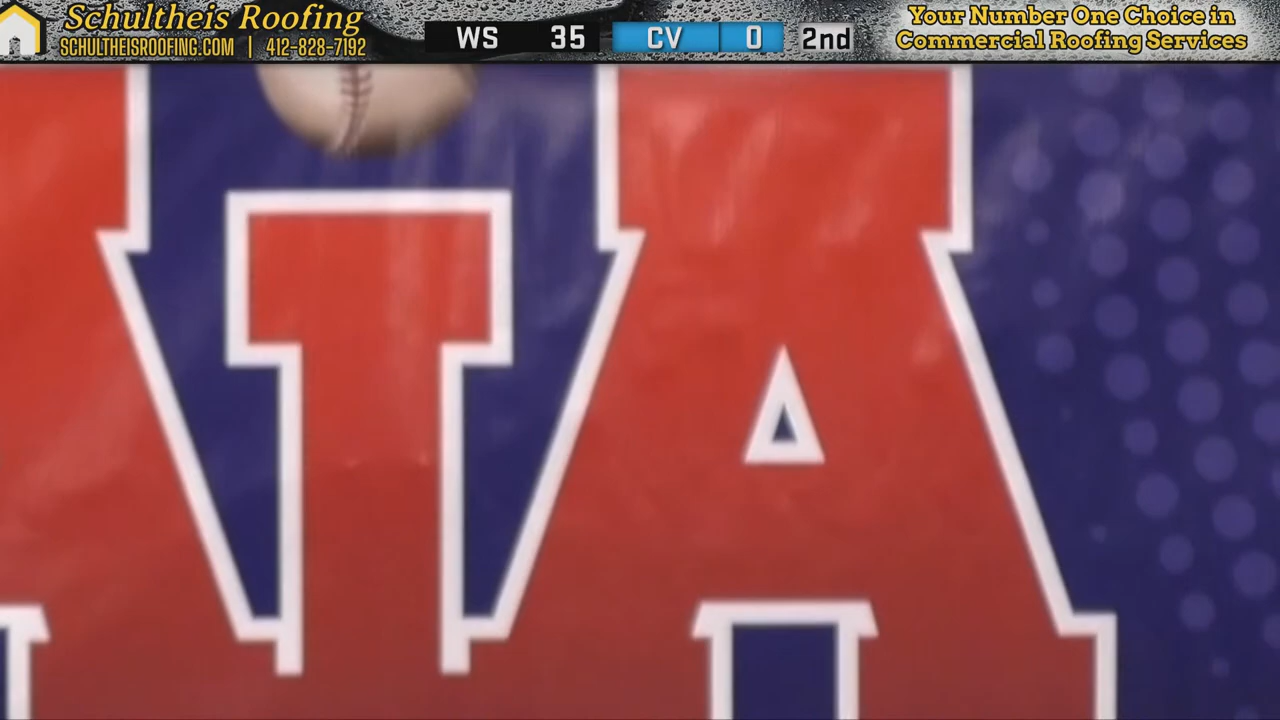 Schultheis Roofing
SCHULTHEISROOFING.COM | 412-828-7192
WS 35 CV 0 2nd
Your Number One Choice in
Commercial Roofing Services
TA